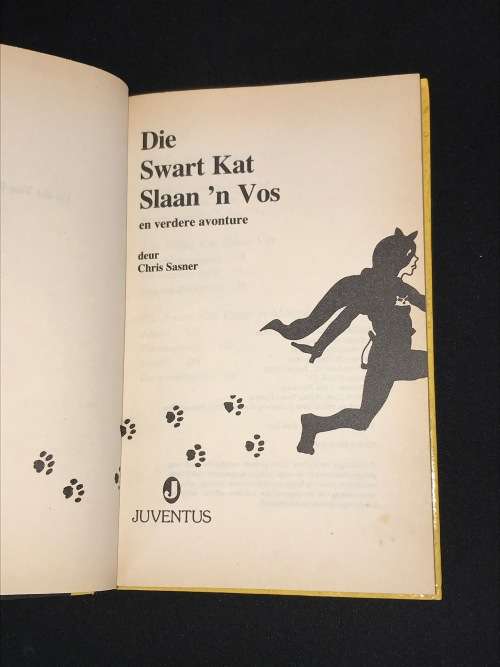 Die
Swart Kat
Slaan 'n Vos
en verdere avonture
deur
Chris Sasner
J
JUVENTUS